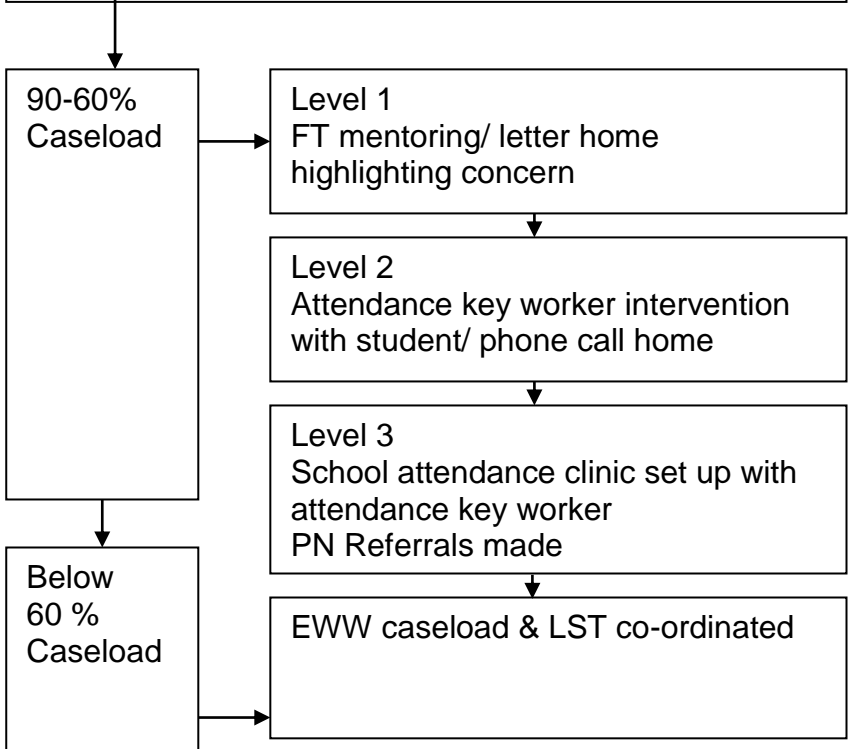 90-60%
Caseload
Level 1
FT mentoring/ letter home
highlighting concern
Level 2
Attendance key worker intervention
with student/ phone call home
Level 3
School attendance clinic set up with
attendance key worker
PN Referrals made
Below
60 %
Caseload
EWW caseload & LST co-ordinated